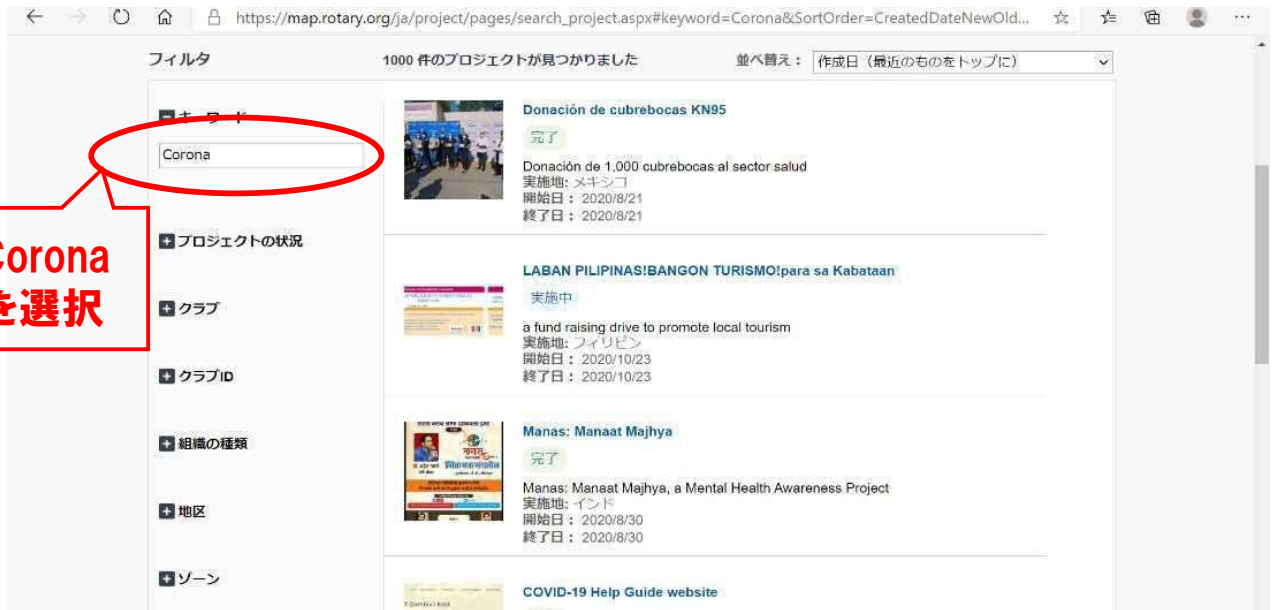 https://map.rotary.org/ja/project/pages/search_project.aspx#keyword=Corona&SortOrder=CreatedDateNewOld...
フィルタ
1000 件のプロジェクトが見つかりました
並べ替え：
作成日（最近のものをトップに）
キーワード
Corona
Corona
を選択
プロジェクトの状況
クラブ
クラブID
組織の種類
地区
ゾーン
Donación de cubrebocas KN95
完了
Donación de 1,000 cubrebocas al sector salud
実施地: メキシコ
開始日： 2020/8/21
終了日： 2020/8/21
LABAN PILIPINAS!BANGON TURISMO!para sa Kabataan
実施中
a fund raising drive to promote local tourism
実施地: フィリピン
開始日： 2020/10/23
終了日： 2020/10/23
Manas: Manaat Majhya
完了
Manas: Manaat Majhya, a Mental Health Awareness Project
実施地: インド
開始日： 2020/8/30
終了日： 2020/8/30
COVID-19 Help Guide website